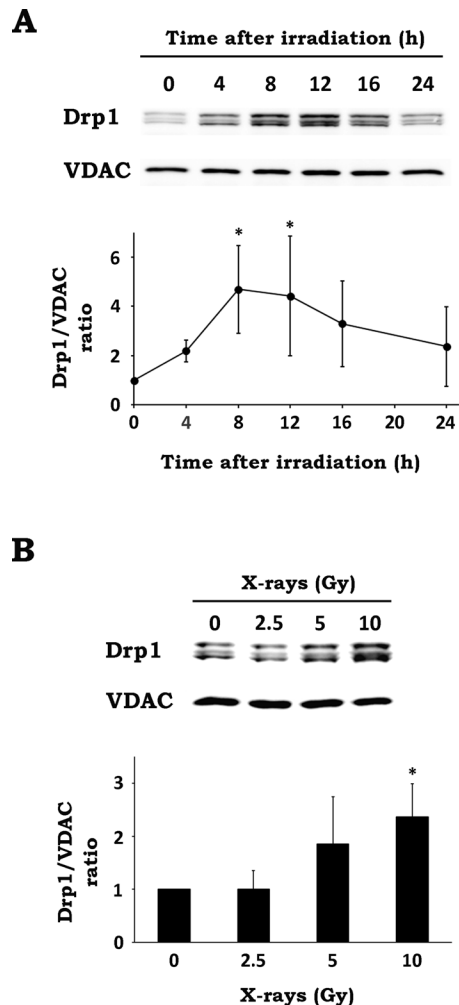 A
Time after irradiation (h)
0 4 8 12 16 24
Drp1
VDAC
* *
6
4
2
0
Drp1/VDAC
ratio
0 4 8 12 16 20 24
Time after irradiation (h)
B
X-rays (Gy)
0 2.5 5 10
Drp1
VDAC
*
3
2
1
0
Drp1/VDAC
ratio
0 2.5 5 10
X-rays (Gy)